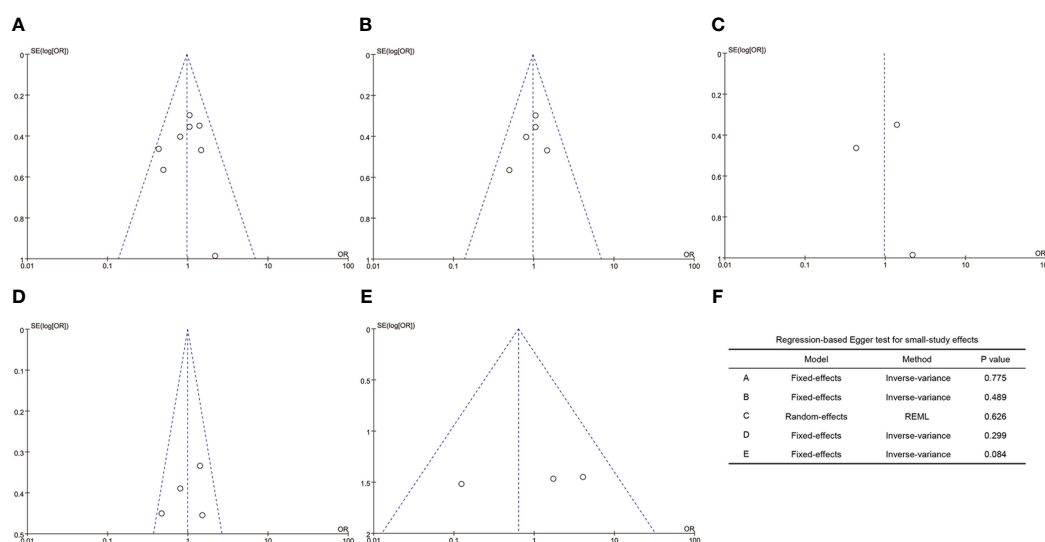 A
SE(log[OR])
0
0.2
0.4
0.6
0.8
1
0.01
0.1
1
10
100
OR
B
SE(log[OR])
0
0.2
0.4
0.6
0.8
1
0.01
0.1
1
10
100
OR
C
SE(log[OR])
0
0.2
0.4
0.6
0.8
1
0.01
0.1
1
10
100
OR
D
SE(log[OR])
0
0.1
0.2
0.3
0.4
0.5
0.01
0.1
1
10
100
OR
E
SE(log[OR])
0
0.5
1
1.5
2
0.01
0.1
1
10
100
OR
F
Regression-based Egger test for small-study effects
Model Method P value
A Fixed-effects Inverse-variance 0.775
B Fixed-effects Inverse-variance 0.489
C Random-effects REML 0.626
D Fixed-effects Inverse-variance 0.299
E Fixed-effects Inverse-variance 0.084